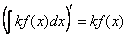 (∫kf(x)dx)′ = kf(x)